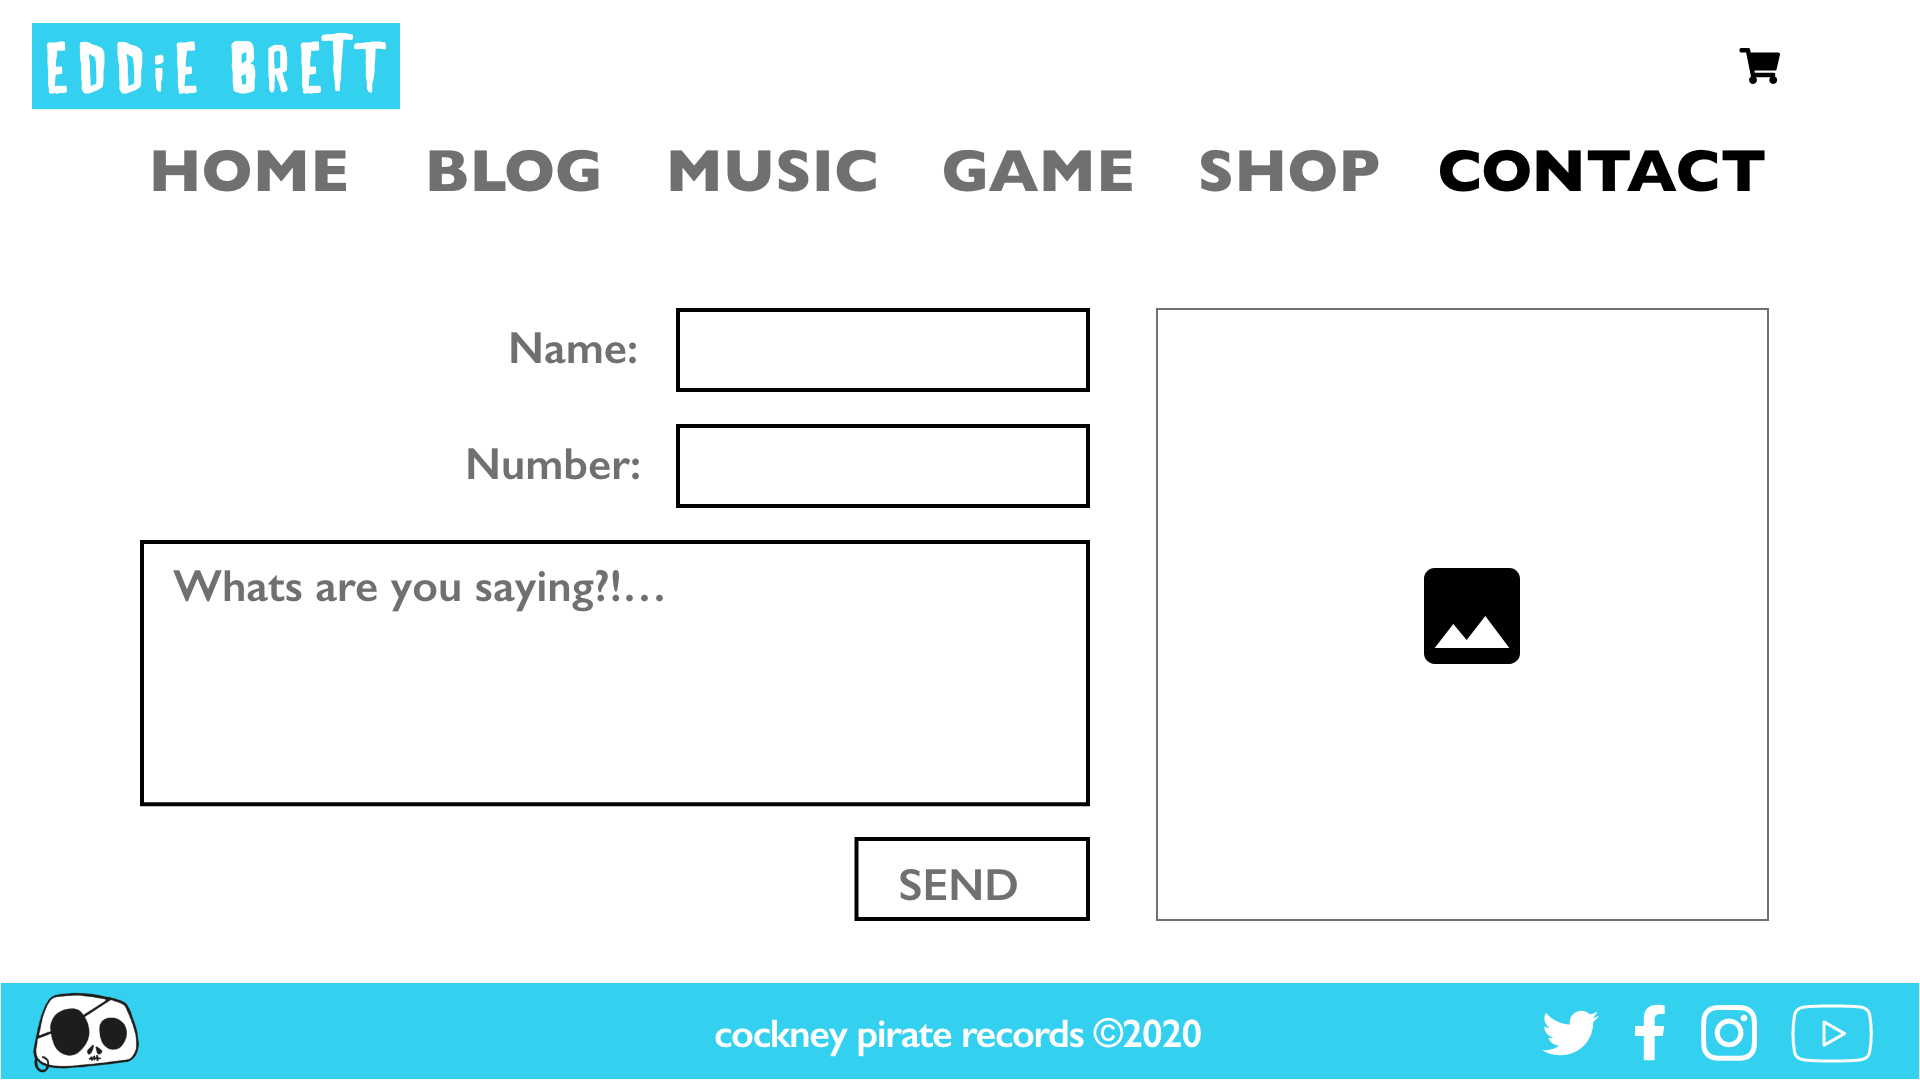 EDDiE BRETT
HOME BLOG MUSIC GAME SHOP CONTACT
Name:
Number:
Whats are you saying?!...
SEND
cockney pirate records ©2020